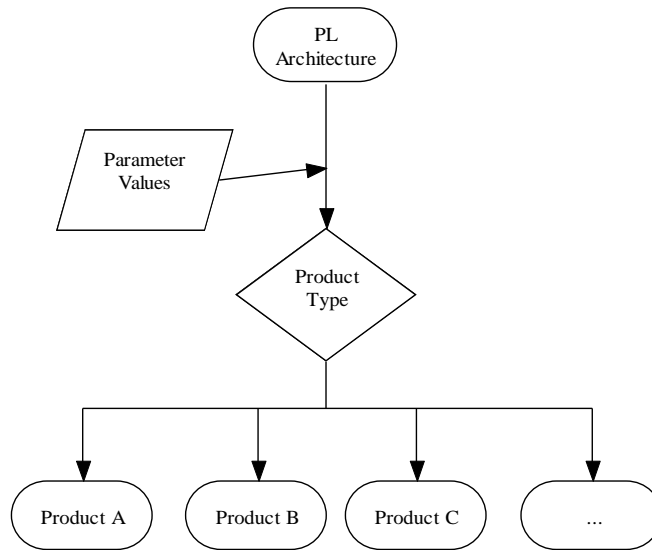 PL
Architecture
Parameter
Values
Product
Type
Product A
Product B
Product C
...